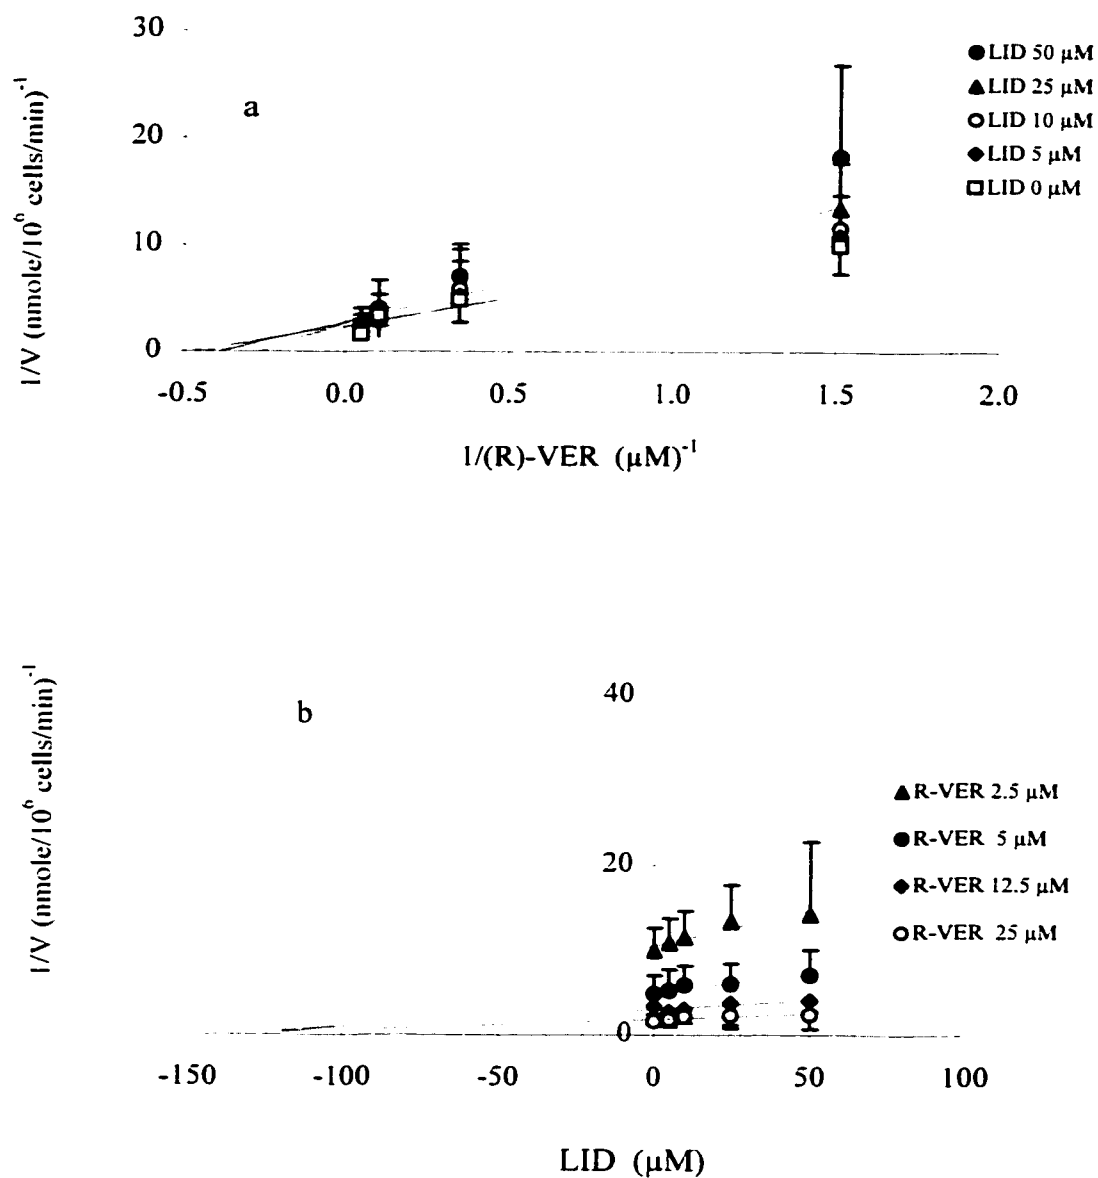 30
20
10
0
a
1/V (nmole/10⁶ cells/min)⁻¹
LID 50 µM
LID 25 µM
LID 10 µM
LID 5 µM
LID 0 µM
-0.5 0.0 0.5 1.0 1.5 2.0
1/(R)-VER (µM)⁻¹
40
20
0
b
1/V (nmole/10⁶ cells/min)⁻¹
R-VER 2.5 µM
R-VER 5 µM
R-VER 12.5 µM
R-VER 25 µM
-150 -100 -50 0 50 100
LID (µM)